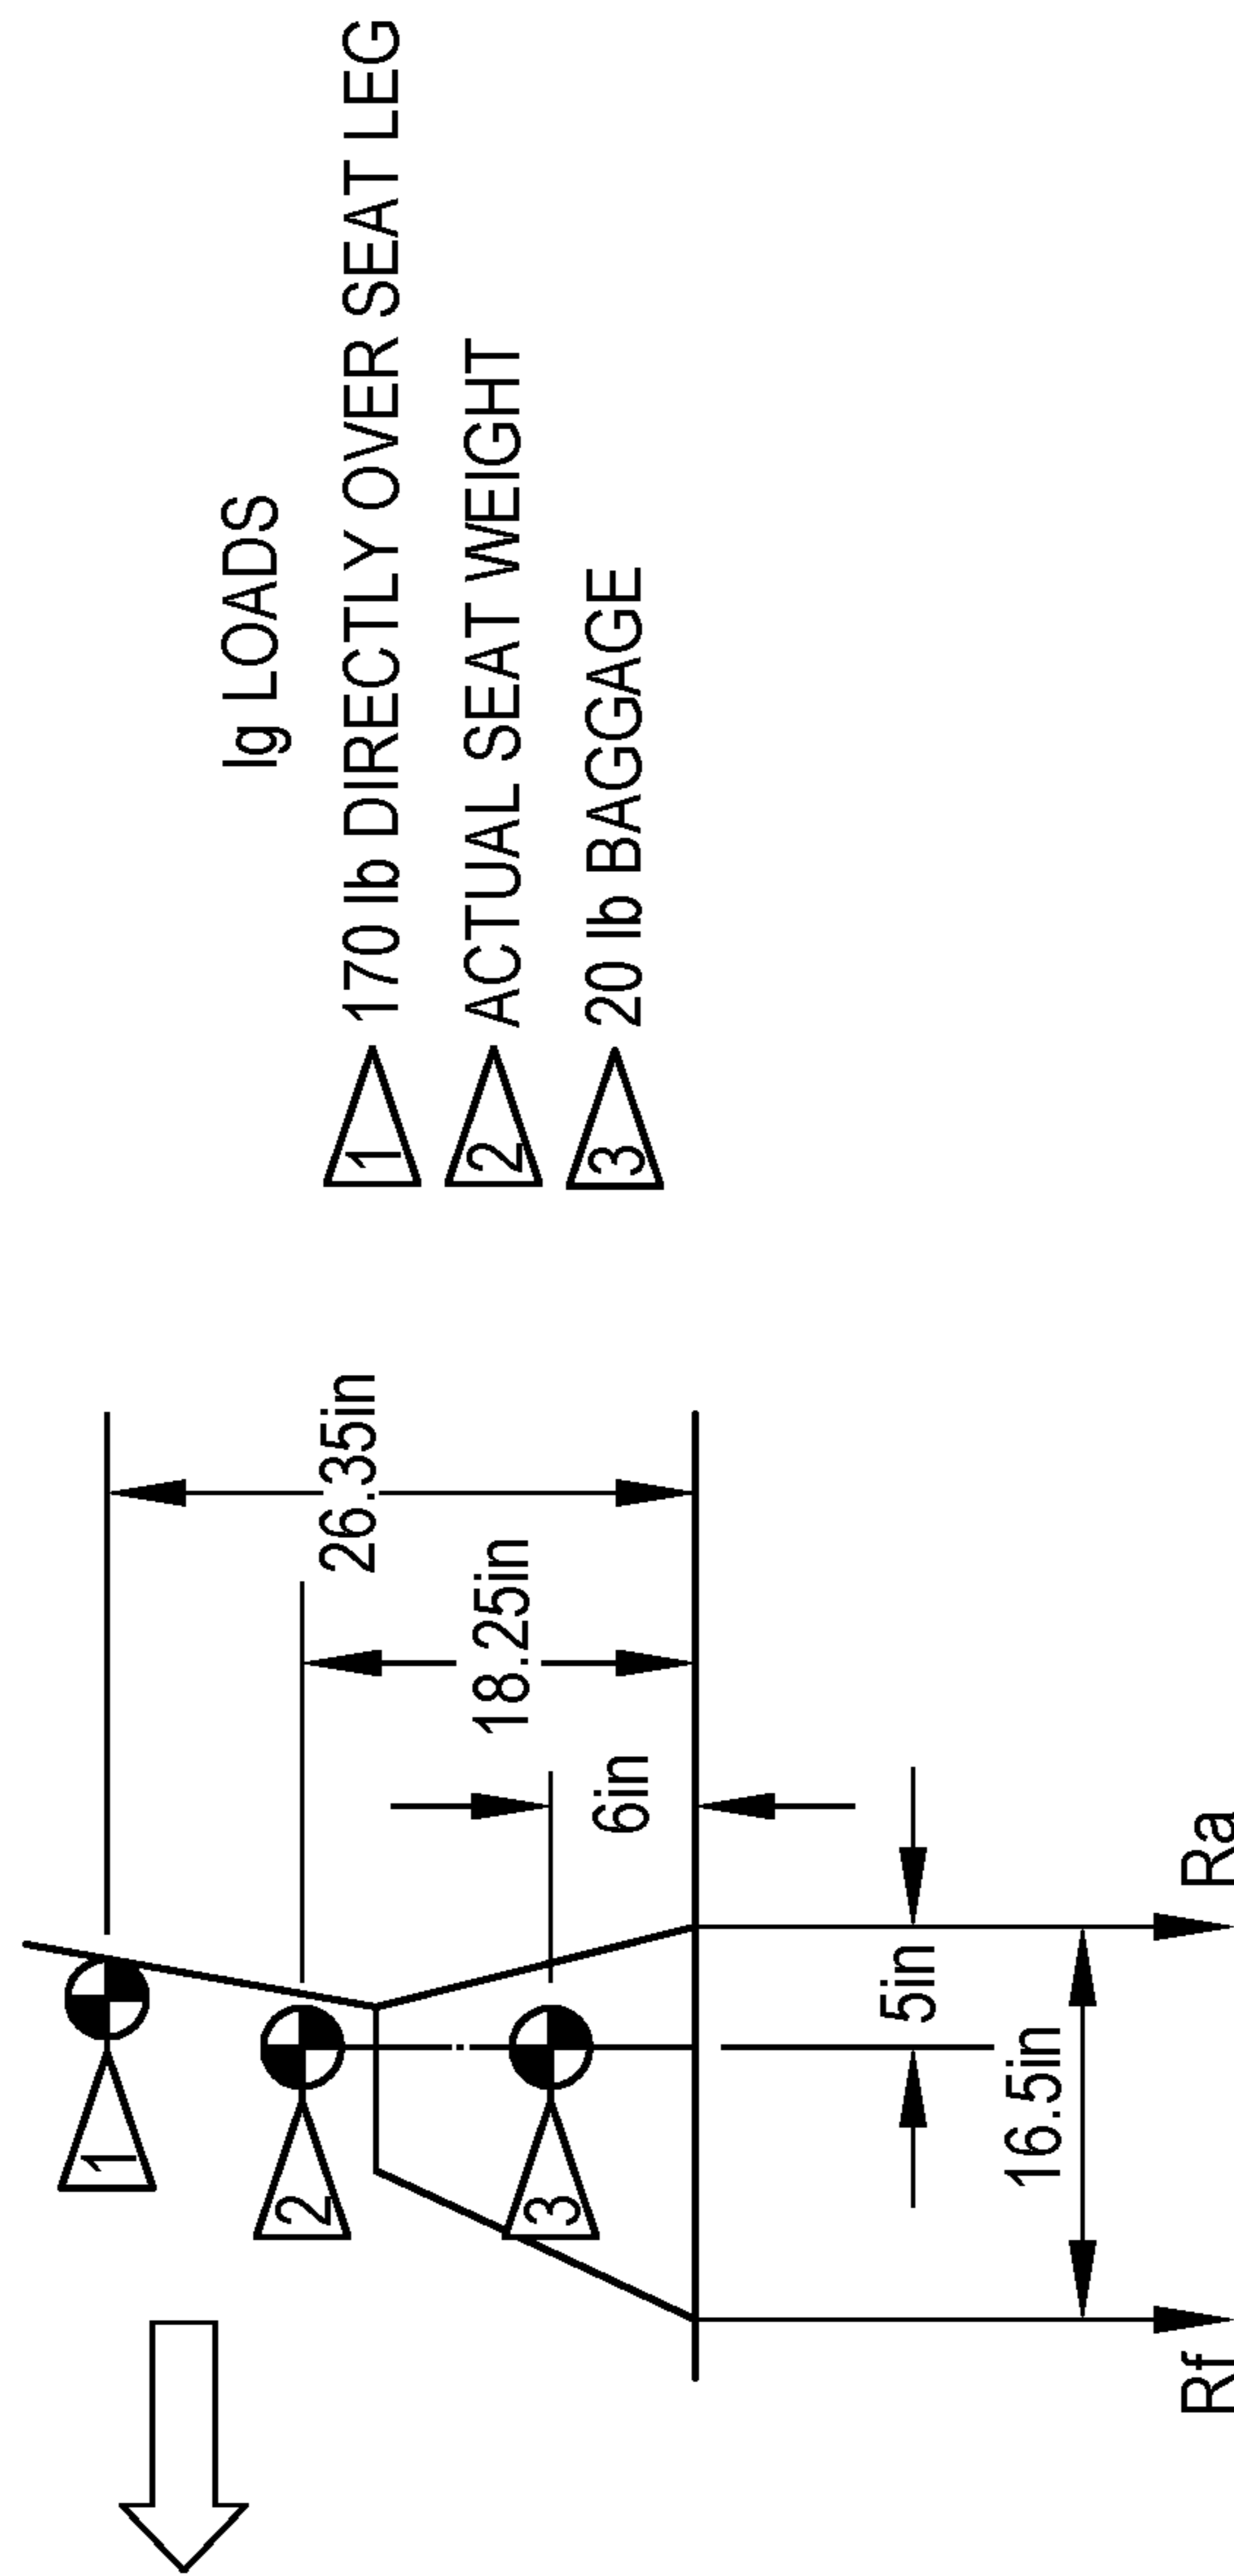 Ig LOADS
1 170 lb DIRECTLY OVER SEAT LEG
2 ACTUAL SEAT WEIGHT
3 20 lb BAGGAGE
1
2
3
26.35in
18.25in
6in
5in
16.5in
Rf
Ra